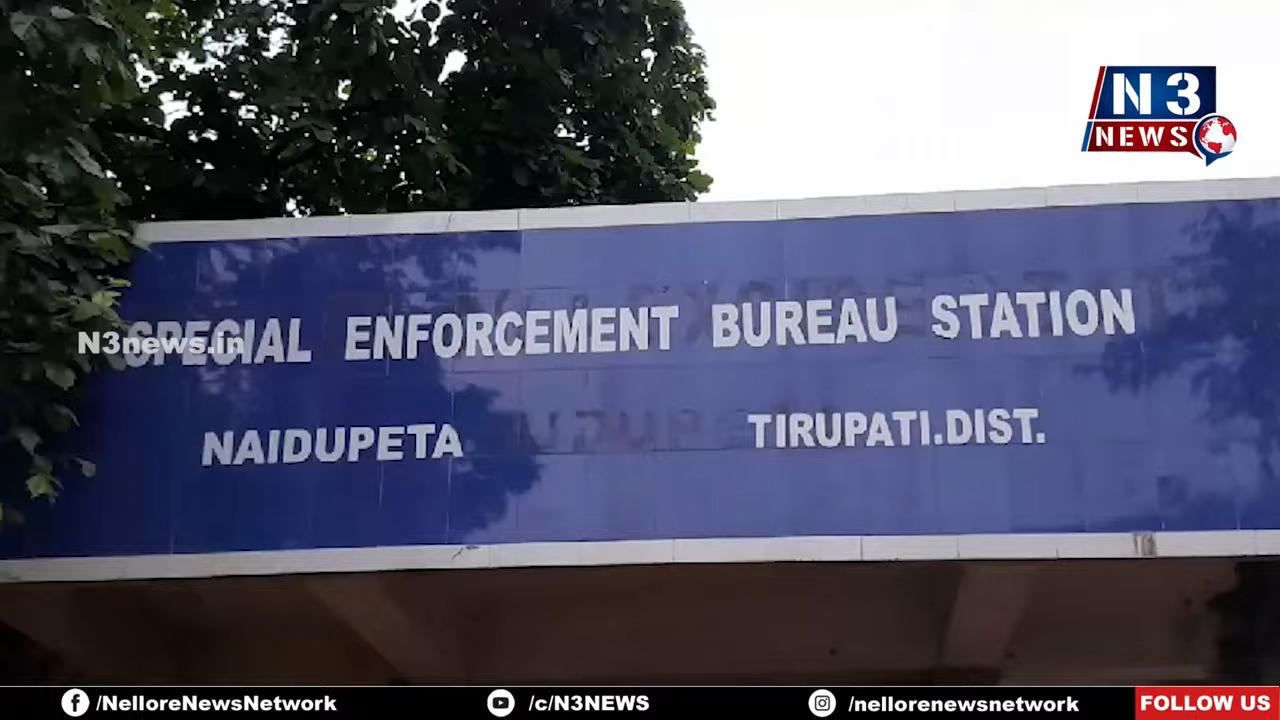 N3
NEWS
SPECIAL ENFORCEMENT BUREAU STATION
N3news.in
NAIDUPETA TIRUPATI.DIST.
/NelloreNewsNetwork /c/N3NEWS /nellorenewsnetwork FOLLOW US